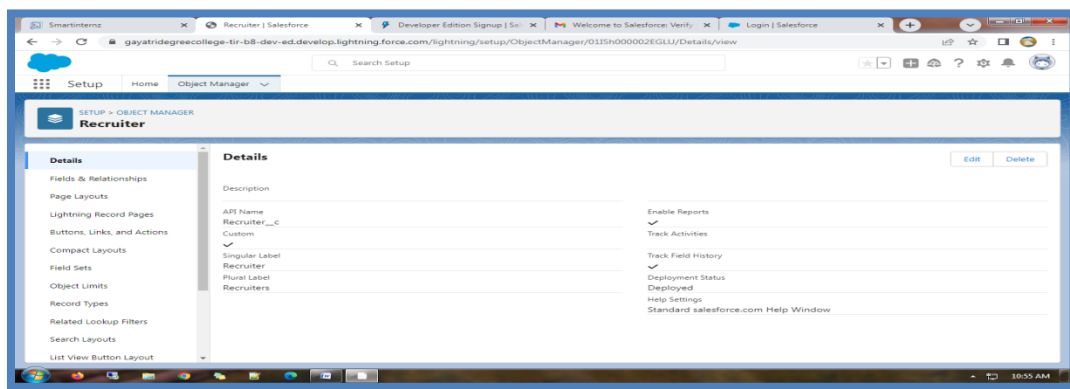 Smartinternz
Recruiter | Salesforce
Developer Edition Signup | Sal
Welcome to Salesforce: Verify
Login | Salesforce
gayatridegreecollege-tir-b8-dev-ed.develop.lightning.force.com/lightning/setup/ObjectManager/01I5h000002EGLU/Details/view
Search Setup
Setup Home Object Manager
SETUP > OBJECT MANAGER
Recruiter
Details
Fields & Relationships
Page Layouts
Lightning Record Pages
Buttons, Links, and Actions
Compact Layouts
Field Sets
Object Limits
Record Types
Related Lookup Filters
Search Layouts
List View Button Layout
Details
Edit Delete
Description
API Name
Recruiter__c
Custom
Singular Label
Recruiter
Plural Label
Recruiters
Enable Reports
Track Activities
Track Field History
Deployment Status
Deployed
Help Settings
Standard salesforce.com Help Window
10:55 AM